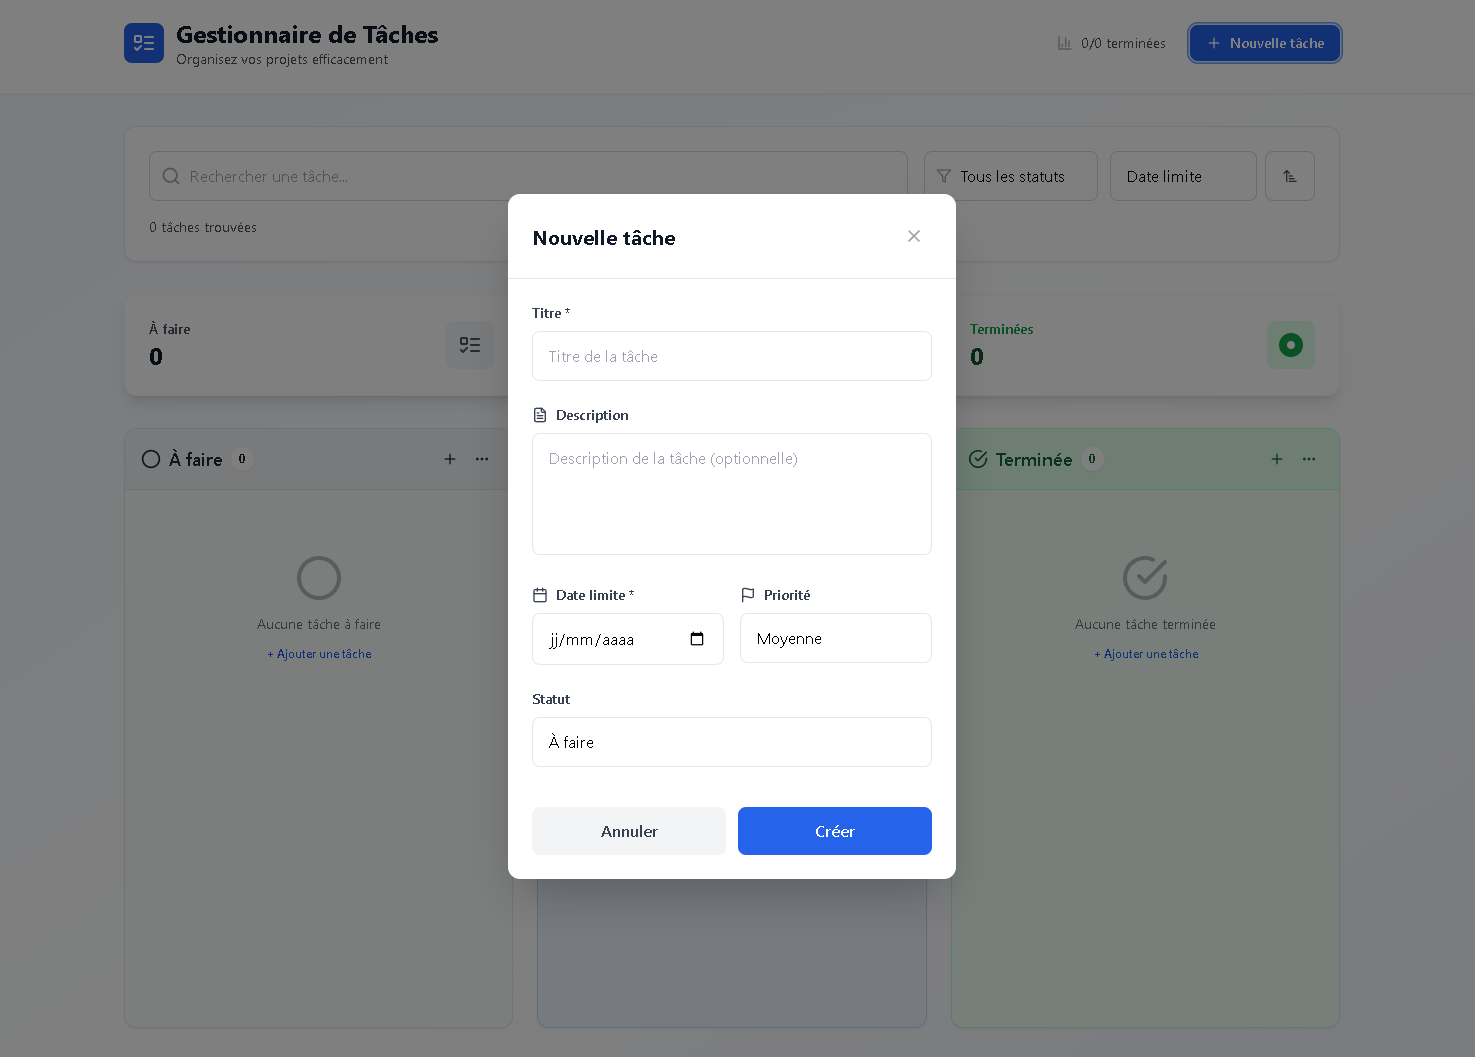 Gestionnaire de Tâches
Organisez vos projets efficacement
0/0 terminées
+ Nouvelle tâche
Rechercher une tâche...
Tous les statuts
Date limite
0 tâches trouvées
À faire
0
Terminées
0
À faire 0
Aucune tâche à faire
+ Ajouter une tâche
Terminée 0
Aucune tâche terminée
+ Ajouter une tâche
Nouvelle tâche
Titre *
Titre de la tâche
Description
Description de la tâche (optionnelle)
Date limite *
Priorité
jj/mm/aaaa
Moyenne
Statut
À faire
Annuler
Créer